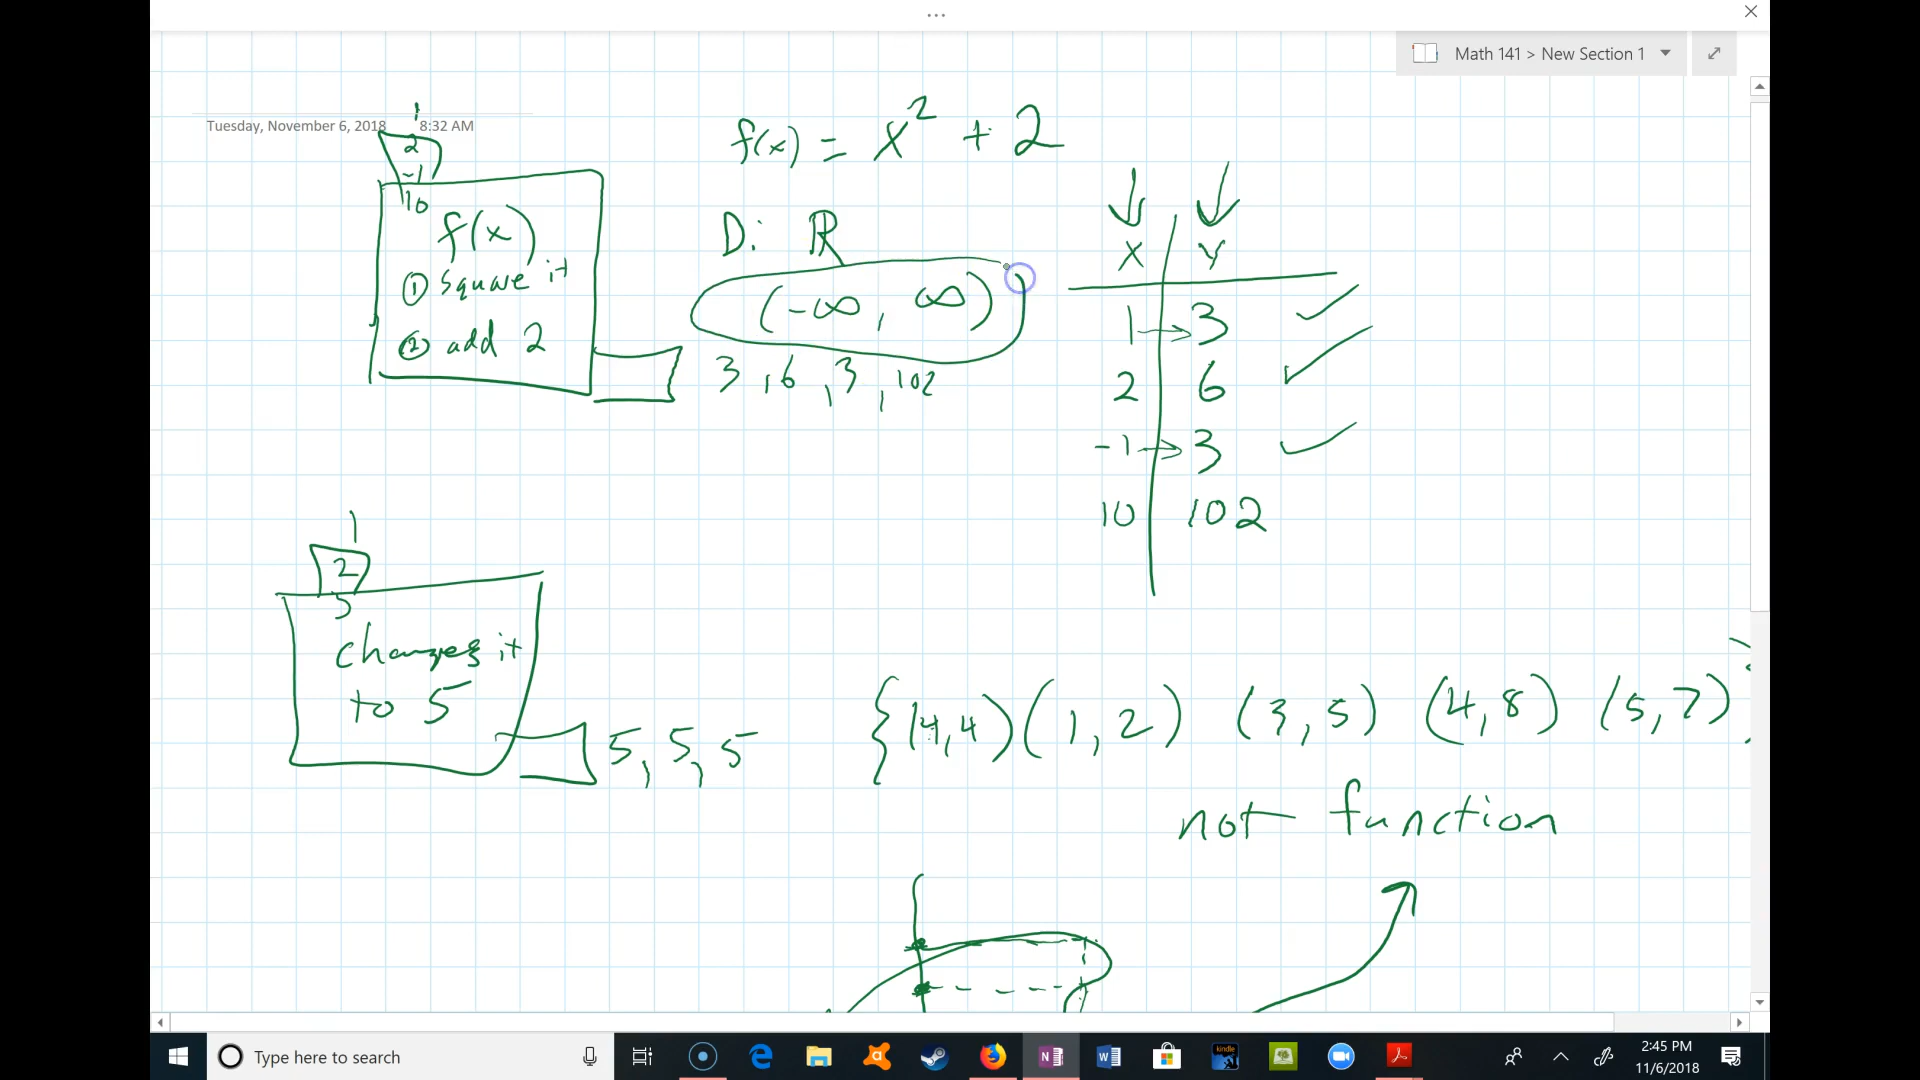 ...
Math 141 > New Section 1
Tuesday, November 6, 2018 8:32 AM
f(x) = x² + 2
1
2
-1
10
f(x)
① square it
② add 2
D: ℝ
(-∞, ∞)
3, 6, 3, 102
X Y
1 → 3 ✓
2 6 ✓
-1 → 3 ✓
10 102
1
2
3
changes it
to 5
5, 5, 5
(1, 2) (3, 5) (4, 8) (5, 7)
not function
Type here to search
kindle
2:45 PM
11/6/2018